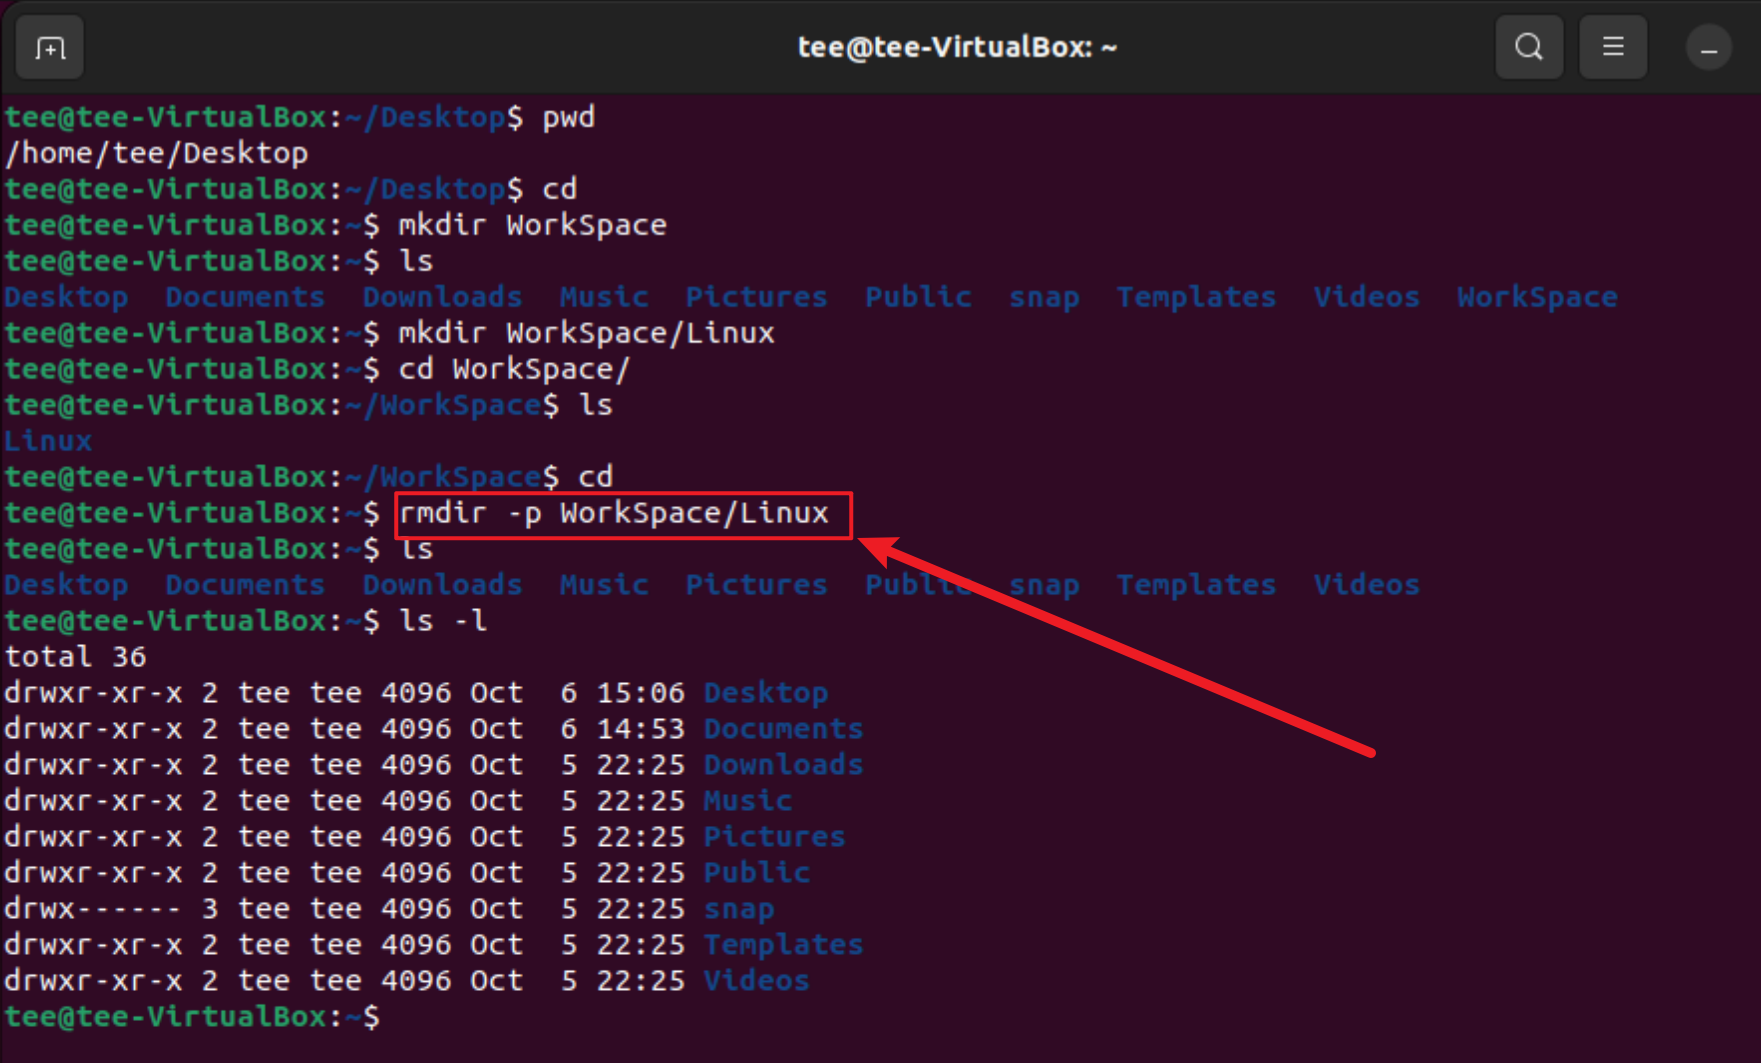 tee@tee-VirtualBox: ~
tee@tee-VirtualBox:~/Desktop$ pwd
/home/tee/Desktop
tee@tee-VirtualBox:~/Desktop$ cd
tee@tee-VirtualBox:~$ mkdir WorkSpace
tee@tee-VirtualBox:~$ ls
Desktop  Documents  Downloads  Music  Pictures  Public  snap  Templates  Videos  WorkSpace
tee@tee-VirtualBox:~$ mkdir WorkSpace/Linux
tee@tee-VirtualBox:~$ cd WorkSpace/
tee@tee-VirtualBox:~/WorkSpace$ ls
Linux
tee@tee-VirtualBox:~/WorkSpace$ cd
tee@tee-VirtualBox:~$ rmdir -p WorkSpace/Linux
tee@tee-VirtualBox:~$ ls
Desktop  Documents  Downloads  Music  Pictures  Public  snap  Templates  Videos
tee@tee-VirtualBox:~$ ls -l
total 36
drwxr-xr-x 2 tee tee 4096 Oct  6 15:06 Desktop
drwxr-xr-x 2 tee tee 4096 Oct  6 14:53 Documents
drwxr-xr-x 2 tee tee 4096 Oct  5 22:25 Downloads
drwxr-xr-x 2 tee tee 4096 Oct  5 22:25 Music
drwxr-xr-x 2 tee tee 4096 Oct  5 22:25 Pictures
drwxr-xr-x 2 tee tee 4096 Oct  5 22:25 Public
drwx------ 3 tee tee 4096 Oct  5 22:25 snap
drwxr-xr-x 2 tee tee 4096 Oct  5 22:25 Templates
drwxr-xr-x 2 tee tee 4096 Oct  5 22:25 Videos
tee@tee-VirtualBox:~$